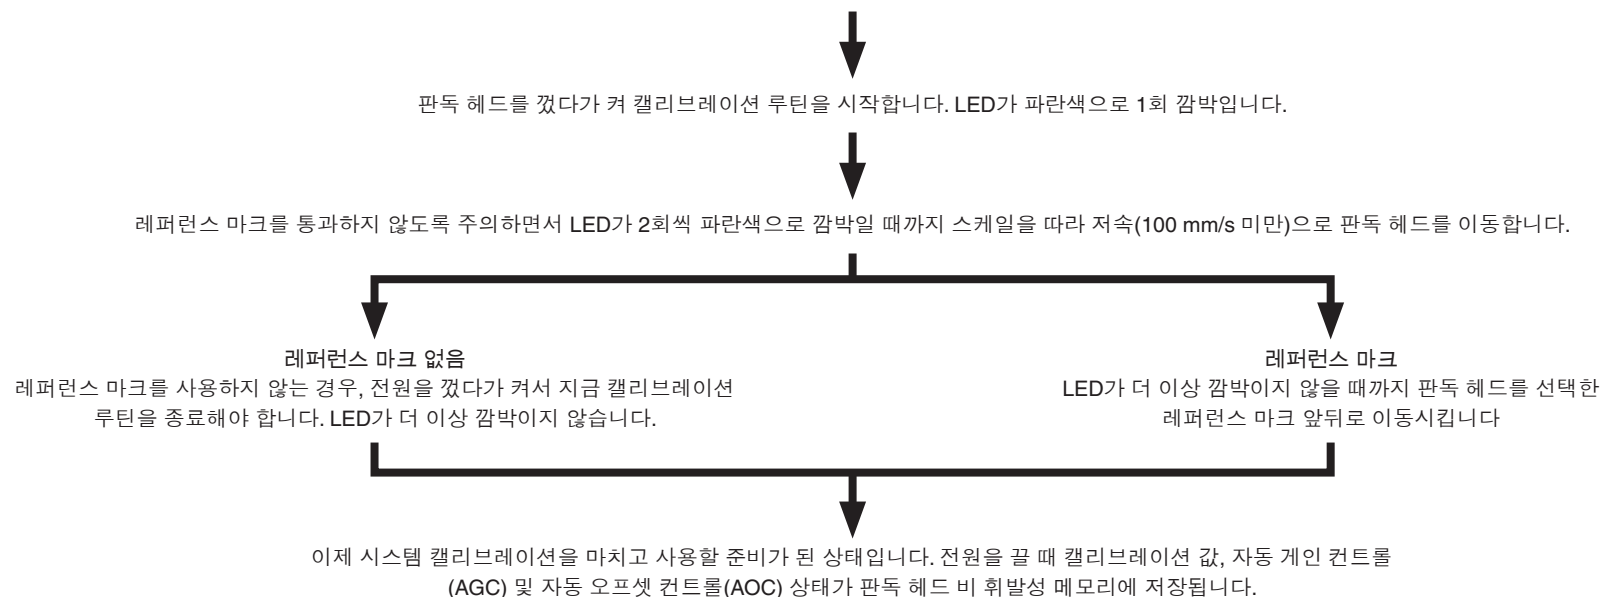 판독 헤드를 껐다가 켜 캘리브레이션 루틴을 시작합니다. LED가 파란색으로 1회 깜박입니다.
레퍼런스 마크를 통과하지 않도록 주의하면서 LED가 2회씩 파란색으로 깜박일 때까지 스케일을 따라 저속(100 mm/s 미만)으로 판독 헤드를 이동합니다.
레퍼런스 마크 없음
레퍼런스 마크를 사용하지 않는 경우, 전원을 껐다가 켜서 지금 캘리브레이션
루틴을 종료해야 합니다. LED가 더 이상 깜박이지 않습니다.
레퍼런스 마크
LED가 더 이상 깜박이지 않을 때까지 판독 헤드를 선택한
레퍼런스 마크 앞뒤로 이동시킵니다
이제 시스템 캘리브레이션을 마치고 사용할 준비가 된 상태입니다. 전원을 끌 때 캘리브레이션 값, 자동 게인 컨트롤
(AGC) 및 자동 오프셋 컨트롤(AOC) 상태가 판독 헤드 비 휘발성 메모리에 저장됩니다.